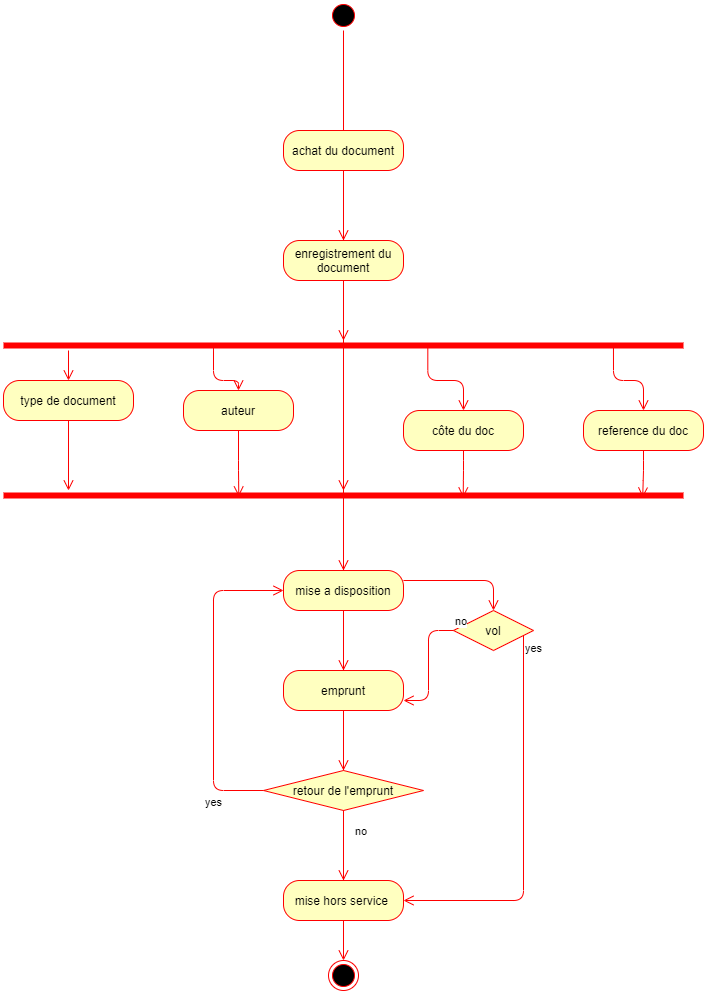 achat du document
enregistrement du
document
type de document
auteur
côte du doc
reference du doc
mise a disposition
no
vol
yes
emprunt
retour de l'emprunt
yes
no
mise hors service